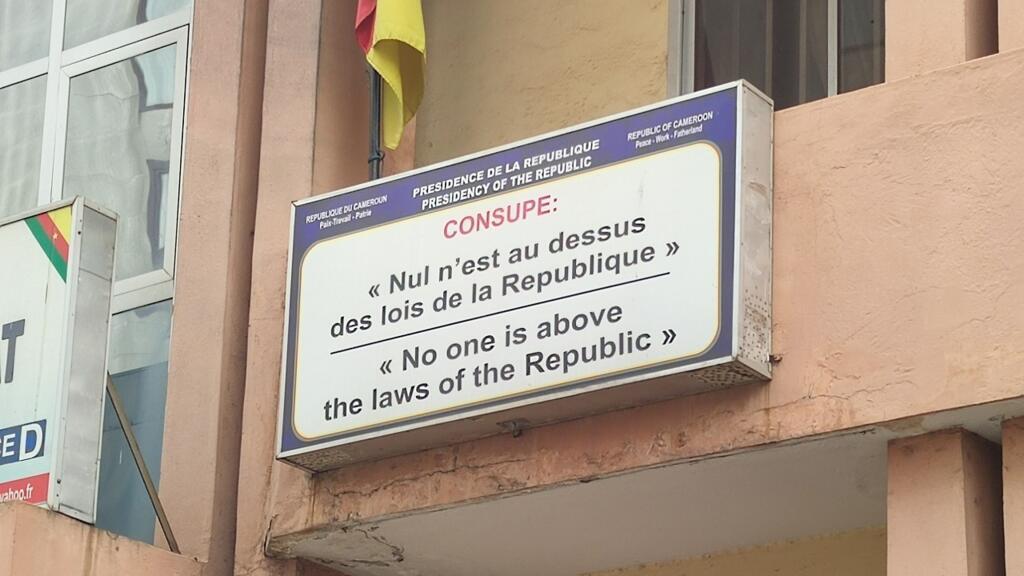 REPUBLIQUE DU CAMEROUN
Paix-Travail - Patrie
PRESIDENCE DE LA REPUBLIQUE
PRESIDENCY OF THE REPUBLIC
REPUBLIC OF CAMEROON
Peace - Work - Fatherland
CONSUPE:
« Nul n'est au dessus
des lois de la Republique »
« No one is above
the laws of the Republic »
D
yahoo.fr